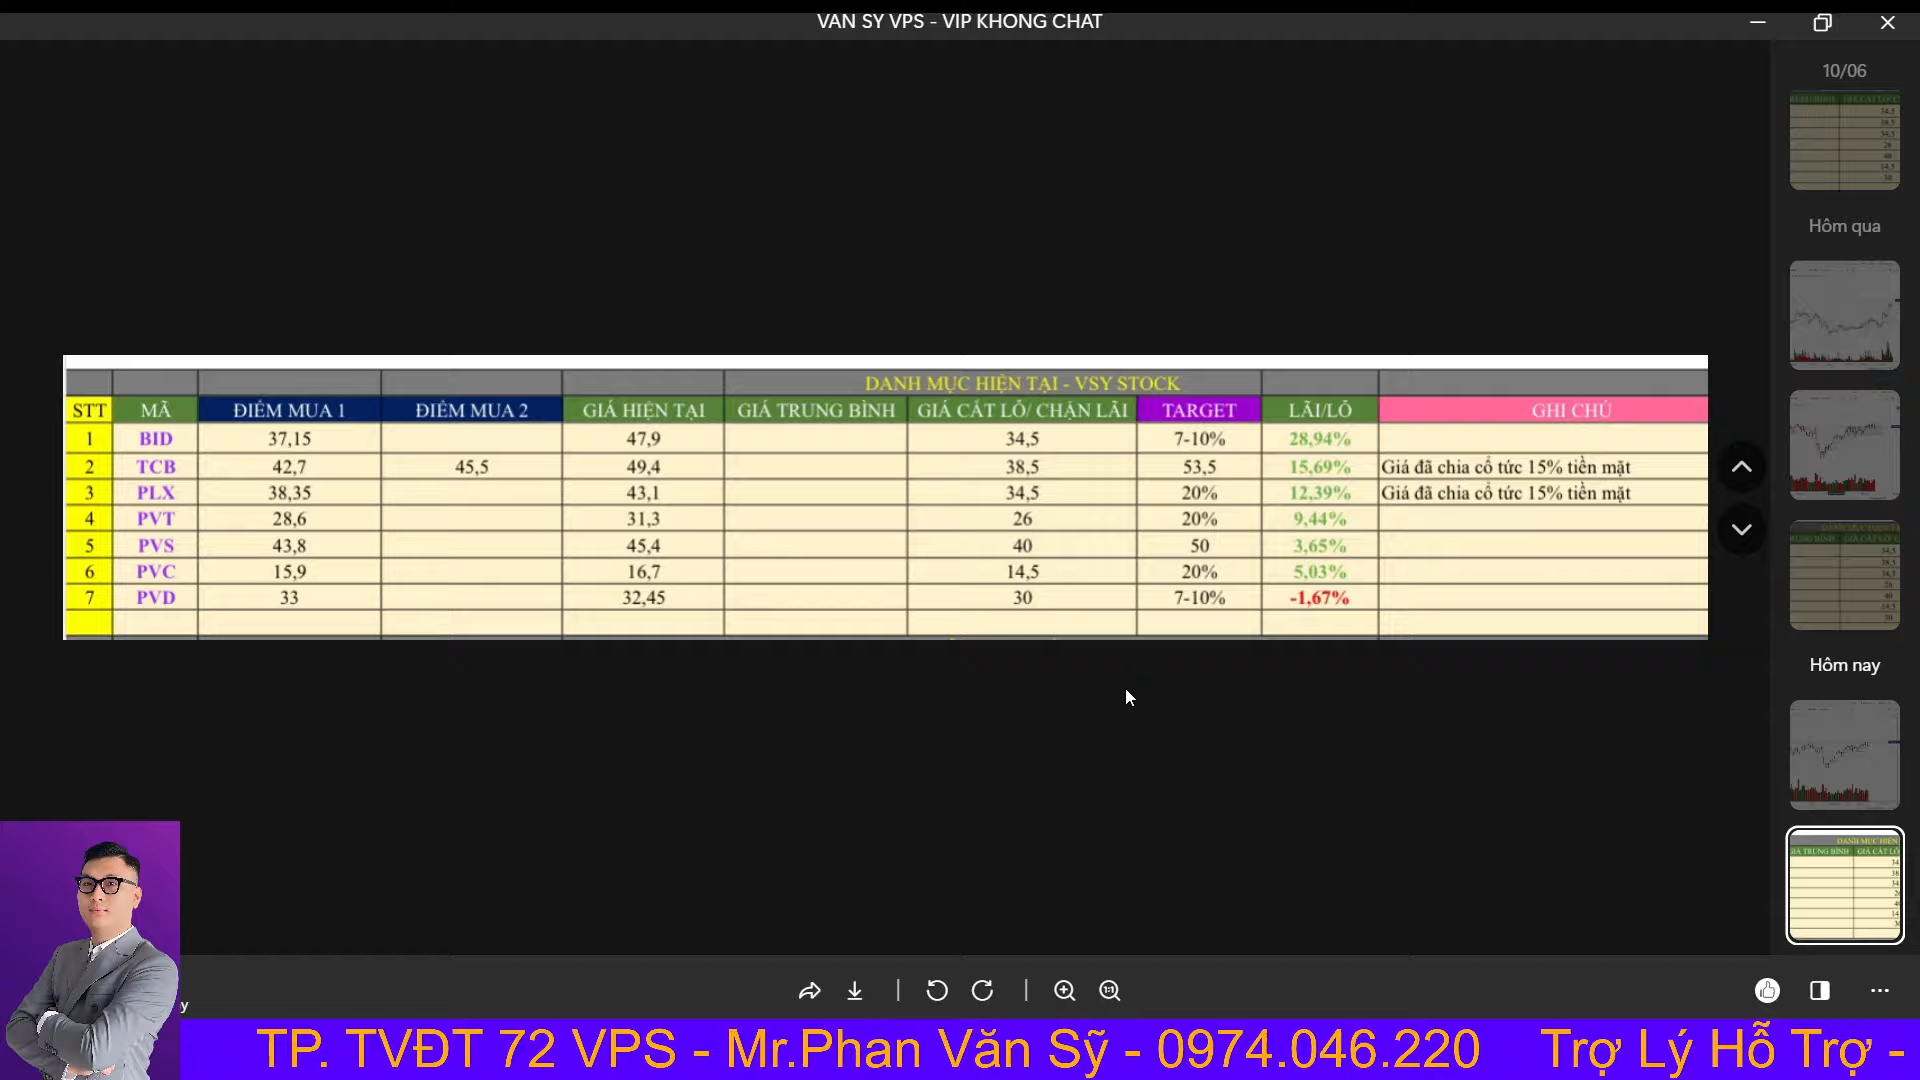 VAN SY VPS - VIP KHONG CHAT
10/06
Hôm qua
Hôm nay
DANH MỤC HIỆN TẠI - VSY STOCK
STT MÃ ĐIỂM MUA 1 ĐIỂM MUA 2 GIÁ HIỆN TẠI GIÁ TRUNG BÌNH GIÁ CẮT LỖ/ CHẶN LÃI TARGET LÃI/LỖ GHI CHÚ
1 BID 37,15 47,9 34,5 7-10% 28,94%
2 TCB 42,7 45,5 49,4 38,5 53,5 15,69% Giá đã chia cổ tức 15% tiền mặt
3 PLX 38,35 43,1 34,5 20% 12,39% Giá đã chia cổ tức 15% tiền mặt
4 PVT 28,6 31,3 26 20% 9,44%
5 PVS 43,8 45,4 40 50 3,65%
6 PVC 15,9 16,7 14,5 20% 5,03%
7 PVD 33 32,45 30 7-10% -1,67%
y
TP. TVĐT 72 VPS - Mr.Phan Văn Sỹ - 0974.046.220 Trợ Lý Hỗ Trợ -